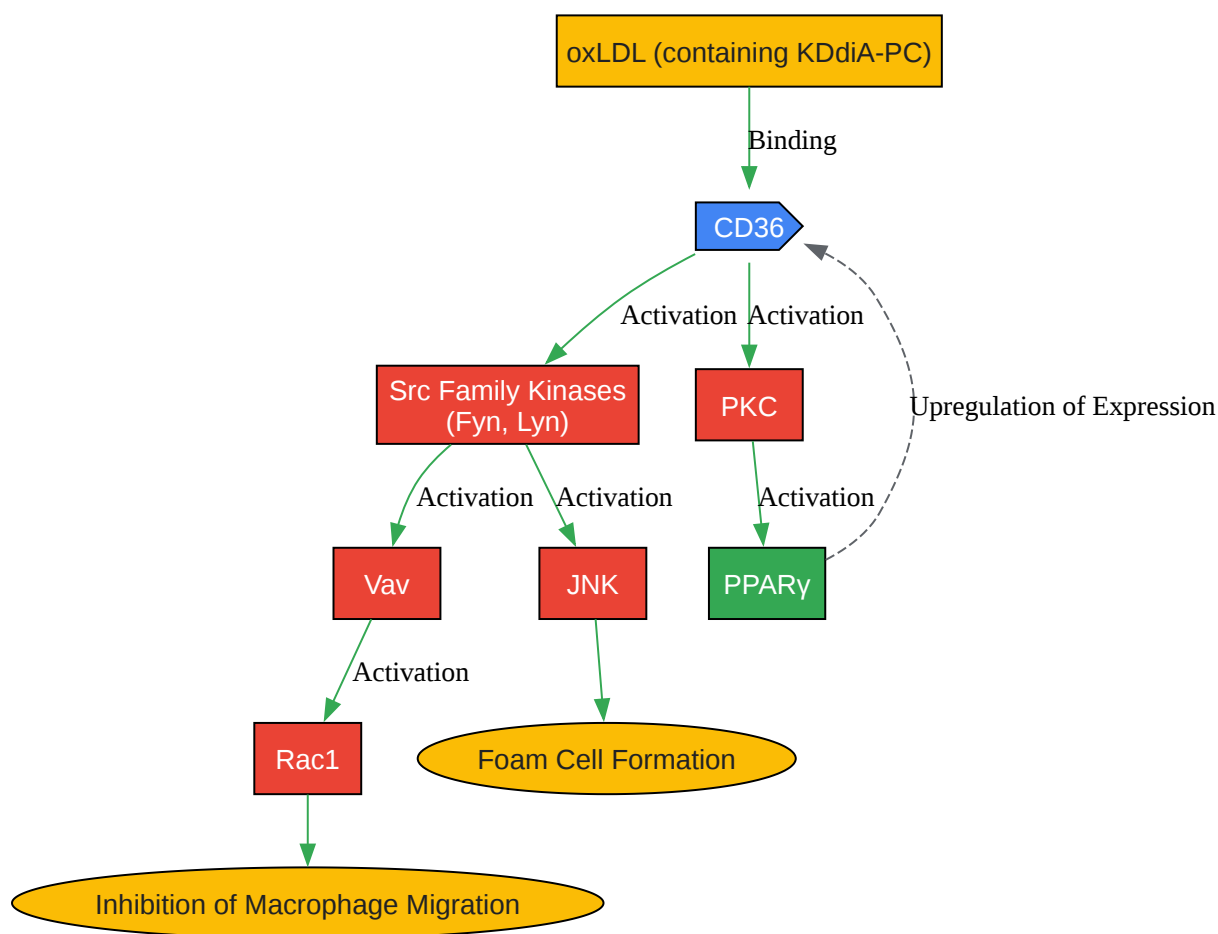 oxLDL (containing KDdiA-PC)
Binding
CD36
Activation
Activation
Src Family Kinases
(Fyn, Lyn)
PKC
Upregulation of Expression
Activation
Activation
Activation
Vav
JNK
PPARγ
Activation
Rac1
Foam Cell Formation
Inhibition of Macrophage Migration